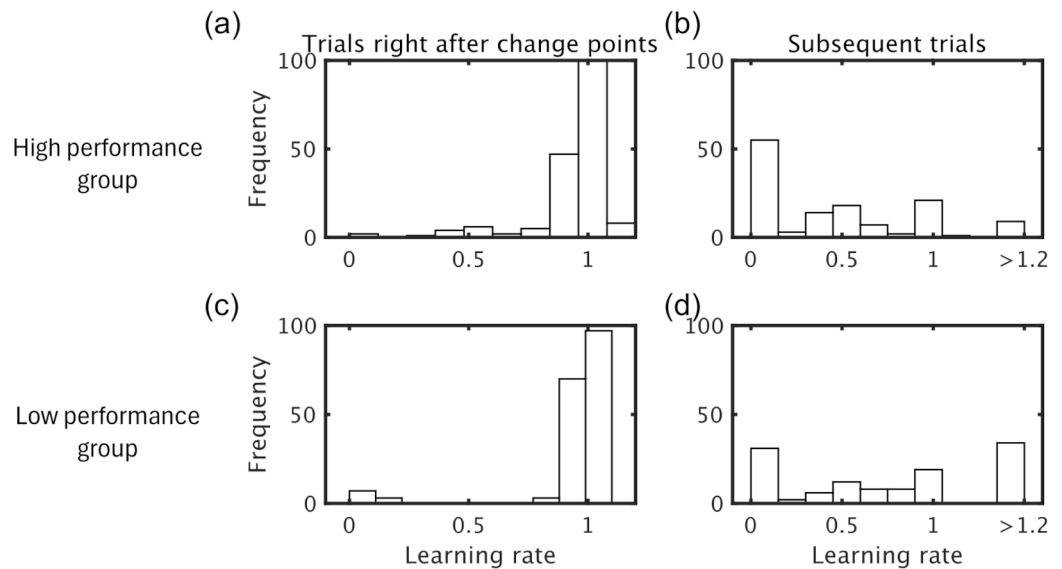 (a)
Trials right after change points
(b)
Subsequent trials
High performance
group
Frequency
100
50
0
0
0.5
1
100
50
0
0
0.5
1
>1.2
(c)
(d)
Low performance
group
Frequency
100
50
0
0
0.5
1
Learning rate
100
50
0
0
0.5
1
>1.2
Learning rate